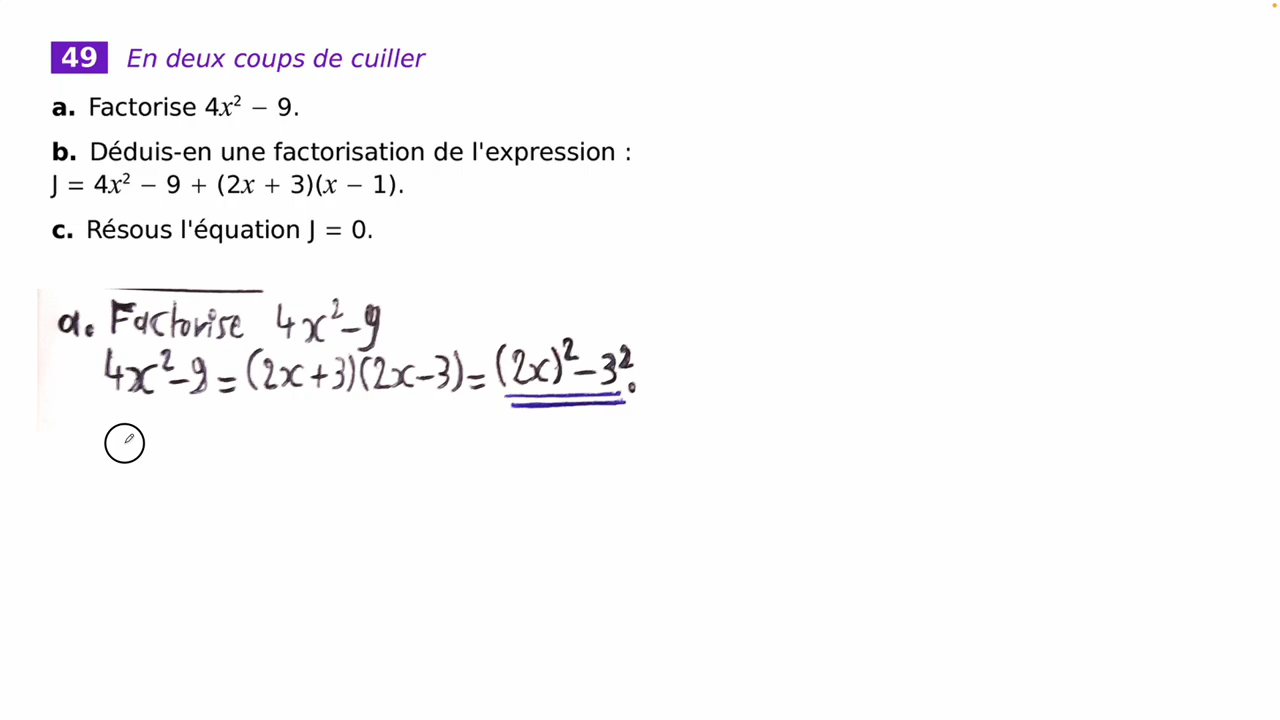 49 En deux coups de cuiller
a. Factorise 4x² − 9.
b. Déduis-en une factorisation de l'expression :
J = 4x² − 9 + (2x + 3)(x − 1).
c. Résous l'équation J = 0.
a. Factorise 4x²-9
4x²-9 = (2x+3)(2x-3) = (2x)²-3².